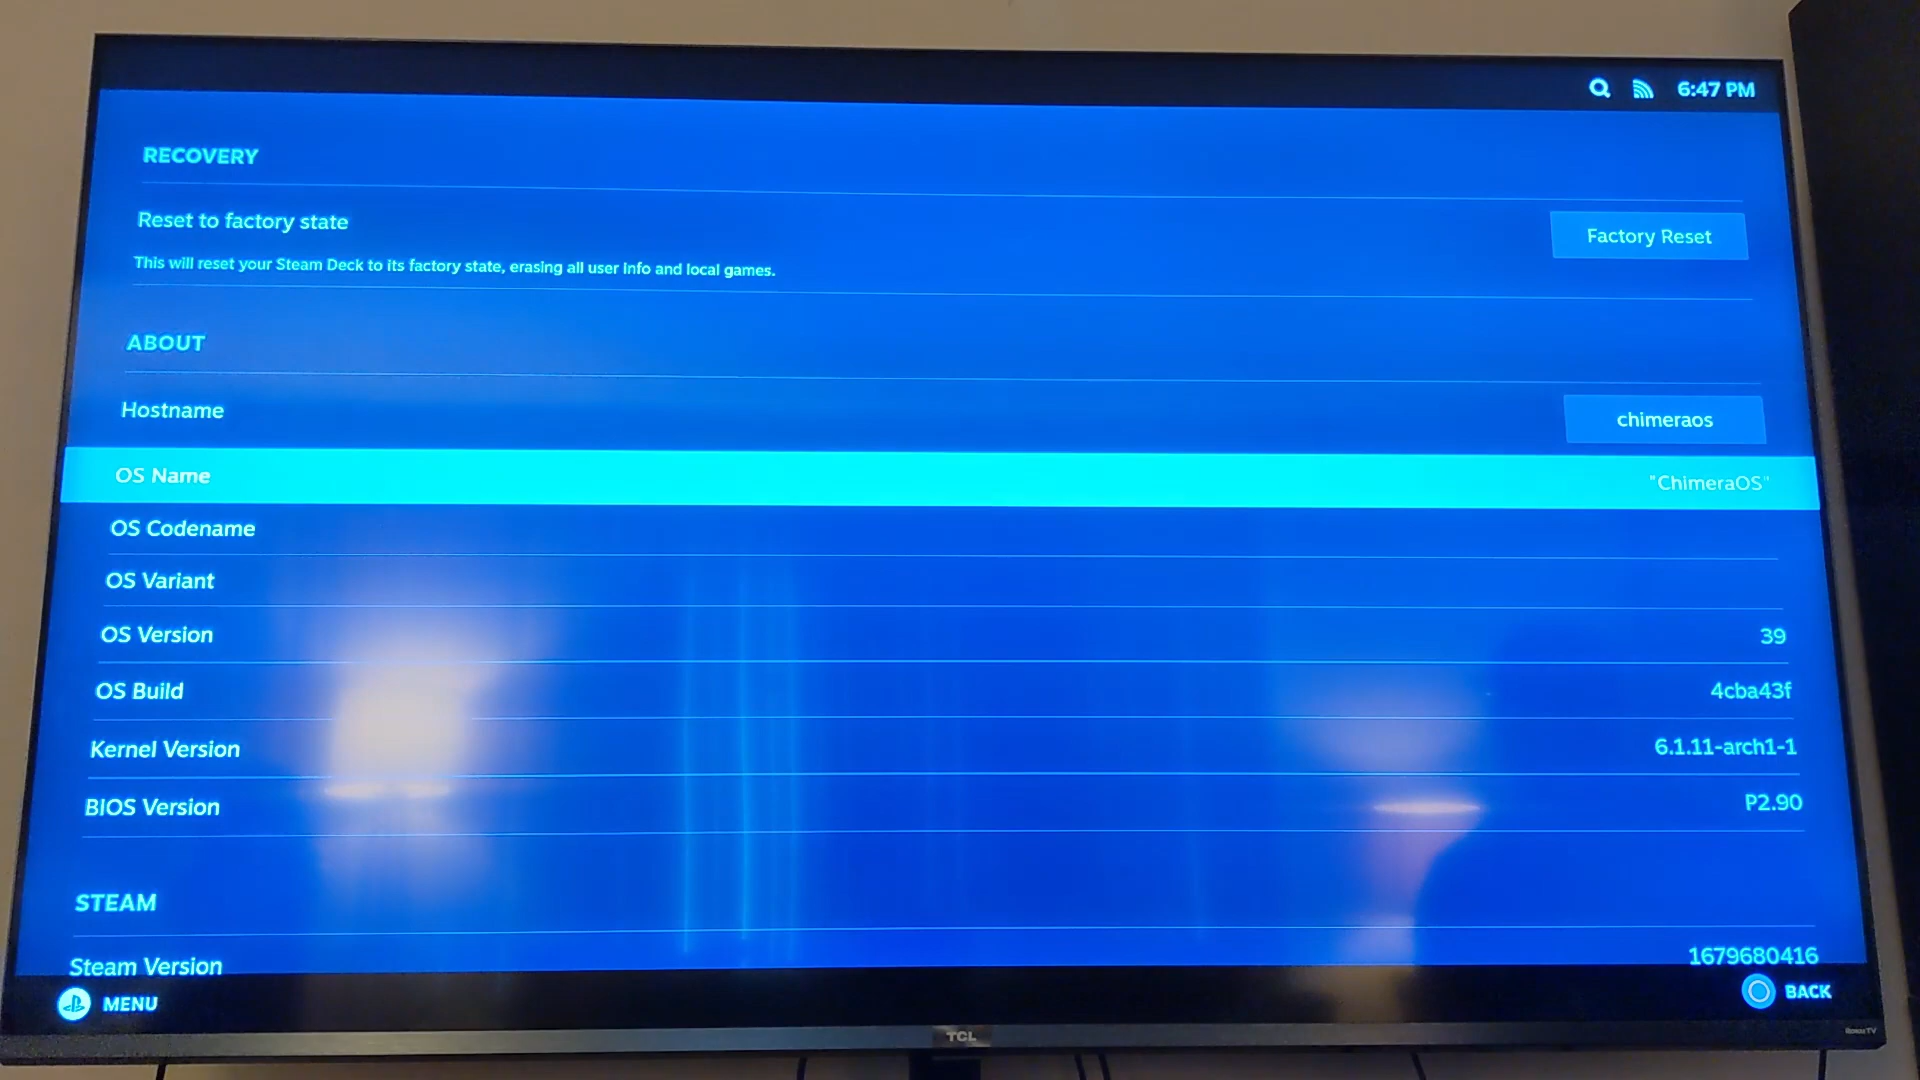 6:47 PM
RECOVERY
Reset to factory state
Factory Reset
This will reset your Steam Deck to its factory state, erasing all user info and local games.
ABOUT
Hostname
chimeraos
OS Name
"ChimeraOS"
OS Codename
OS Variant
OS Version
39
OS Build
4cba43f
Kernel Version
6.1.11-arch1-1
BIOS Version
P2.90
STEAM
Steam Version
1679680416
MENU
BACK
TCL
Roku TV